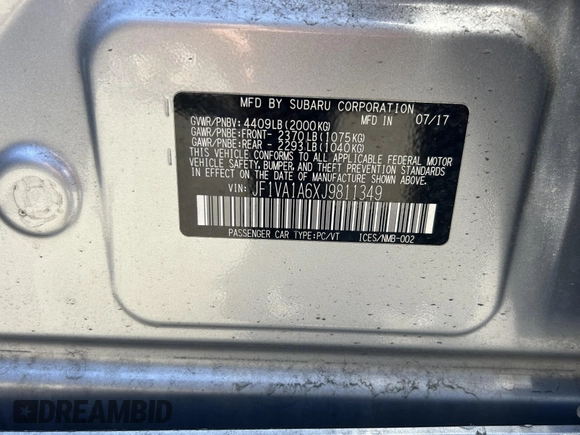 MFD BY SUBARU CORPORATION
GVWR/PNBV: 4409LB(2000KG) MFD IN 07/17
GAWR/PNBE:FRONT- 2370LB(1075KG)
GAWR/PNBE:REAR - 2293LB(1040KG)
THIS VEHICLE CONFORMS TO ALL APPLICABLE FEDERAL MOTOR
VEHICLE SAFETY, BUMPER, AND THEFT PREVENTION STANDARDS
IN EFFECT ON THE DATE OF MANUFACTURE SHOWN ABOVE.
VIN: JF1VA1A6XJ9811349
PASSENGER CAR TYPE:PC/VT ICES/NMB-002
DREAMBID